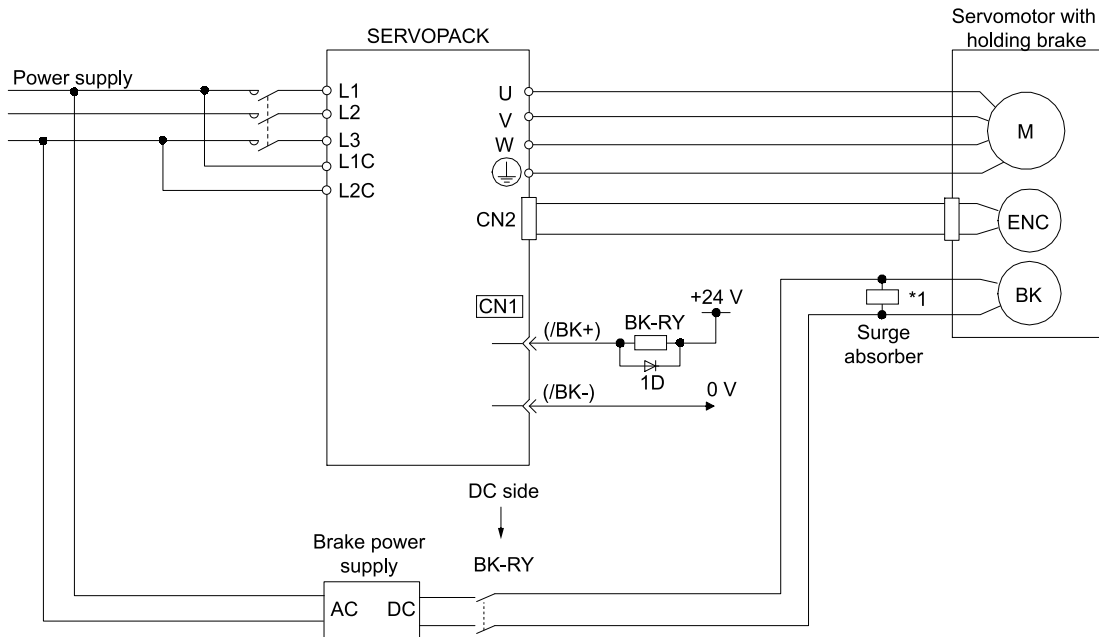 Servomotor with
holding brake
SERVOPACK
Power supply
L1
L2
L3
L1C
L2C
U
V
W
M
CN2
ENC
CN1
(/BK+)
BK-RY
+24 V
1D
(/BK-)
0 V
*1
Surge
absorber
BK
DC side
BK-RY
Brake power
supply
AC
DC